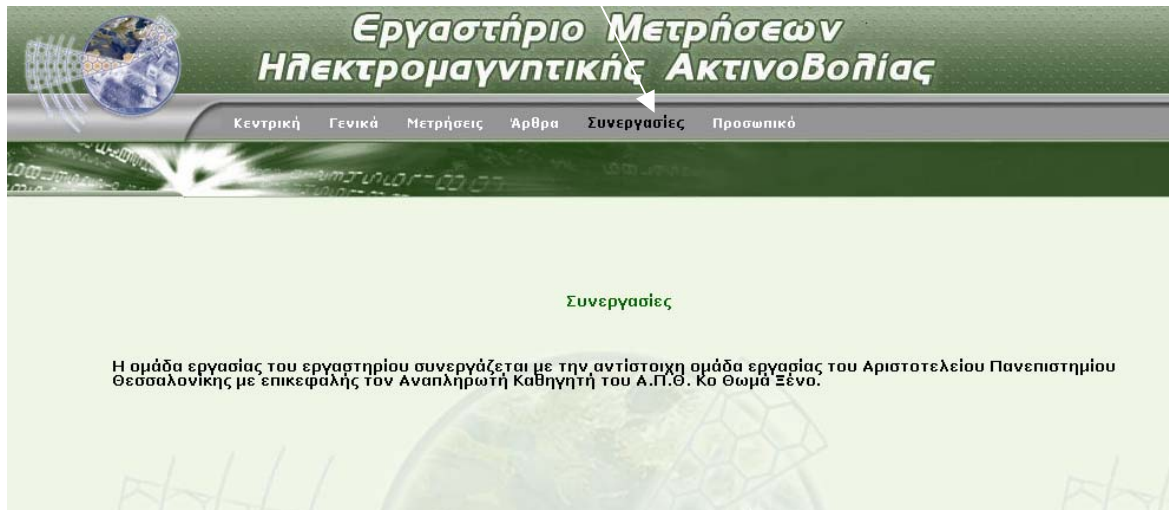 Εργαστήριο Μετρήσεων
Ηλεκτρομαγνητικής Ακτινοβολίας
Κεντρική Γενικά Μετρήσεις Άρθρα Συνεργασίες Προσωπικό
Συνεργασίες
Η ομάδα εργασίας του εργαστηρίου συνεργάζεται με την αντίστοιχη ομάδα εργασίας του Αριστοτελείου Πανεπιστημίου
Θεσσαλονίκης με επικεφαλής τον Αναπληρωτή Καθηγητή του Α.Π.Θ. Κο Θωμά Ξένο.